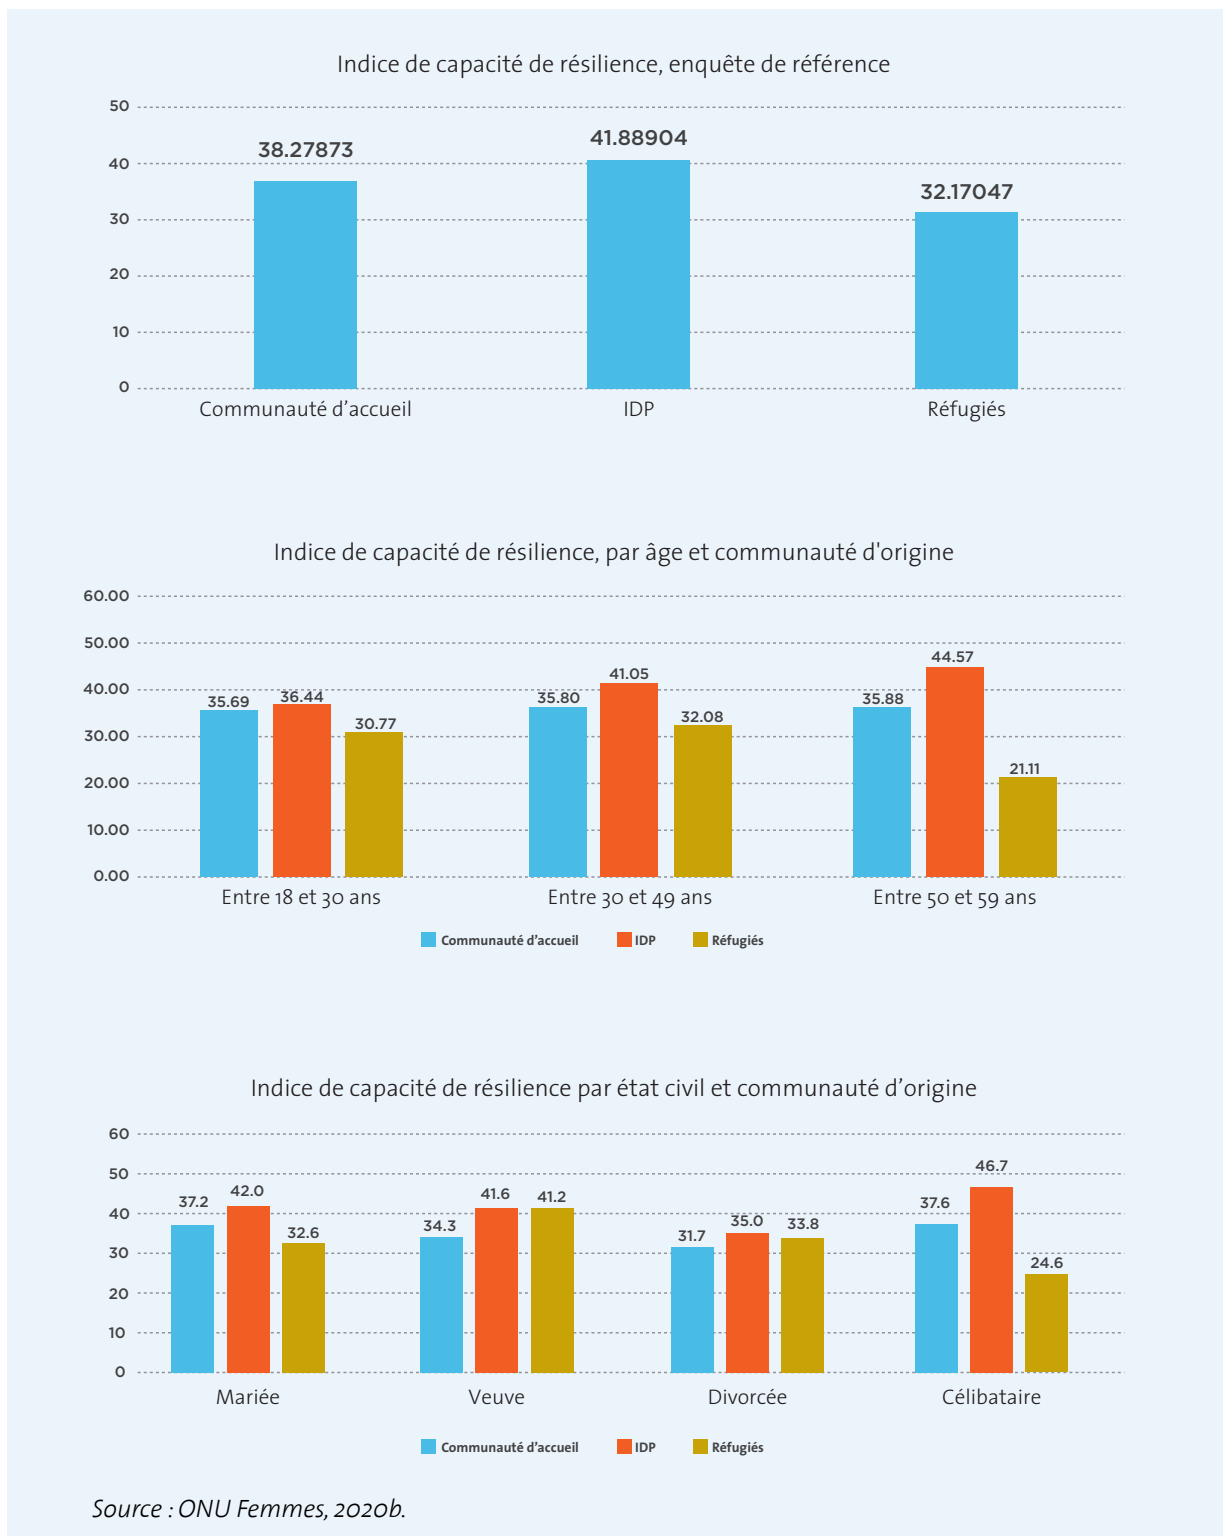 Indice de capacité de résilience, enquête de référence
50
40
30
20
10
0
38.27873
41.88904
32.17047
Communauté d’accueil
IDP
Réfugiés
Indice de capacité de résilience, par âge et communauté d'origine
60.00
50.00
40.00
30.00
20.00
10.00
0.00
35.69
36.44
30.77
35.80
41.05
32.08
35.88
44.57
21.11
Entre 18 et 30 ans
Entre 30 et 49 ans
Entre 50 et 59 ans
Communauté d’accueil
IDP
Réfugiés
Indice de capacité de résilience par état civil et communauté d’origine
60
50
40
30
20
10
0
37.2
42.0
32.6
34.3
41.6
41.2
31.7
35.0
33.8
37.6
46.7
24.6
Mariée
Veuve
Divorcée
Célibataire
Communauté d’accueil
IDP
Réfugiés
Source : ONU Femmes, 2020b.